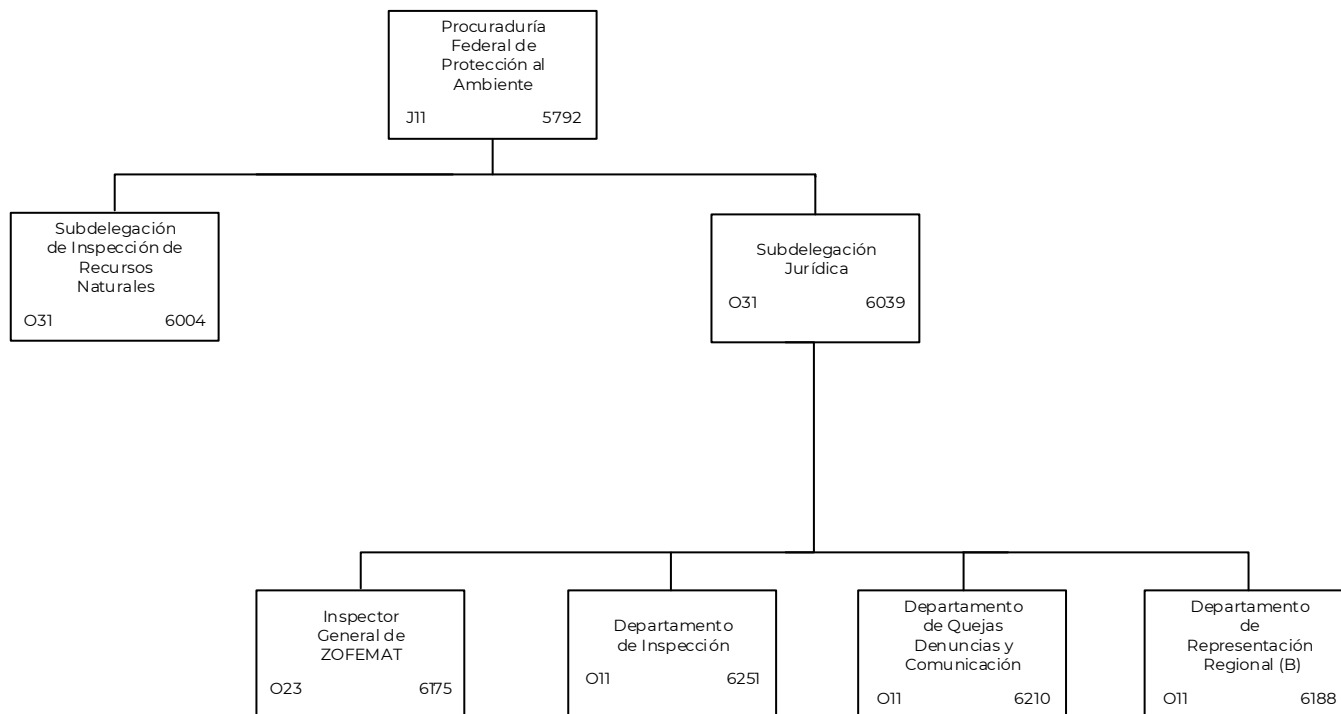 Procuraduría
Federal de
Protección al
Ambiente
J11 5792
Subdelegación
de Inspección de
Recursos
Naturales
O31 6004
Subdelegación
Jurídica
O31 6039
Inspector
General de
ZOFEMAT
O23 6175
Departamento
de Inspección
O11 6251
Departamento
de Quejas
Denuncias y
Comunicación
O11 6210
Departamento
de
Representación
Regional (B)
O11 6188